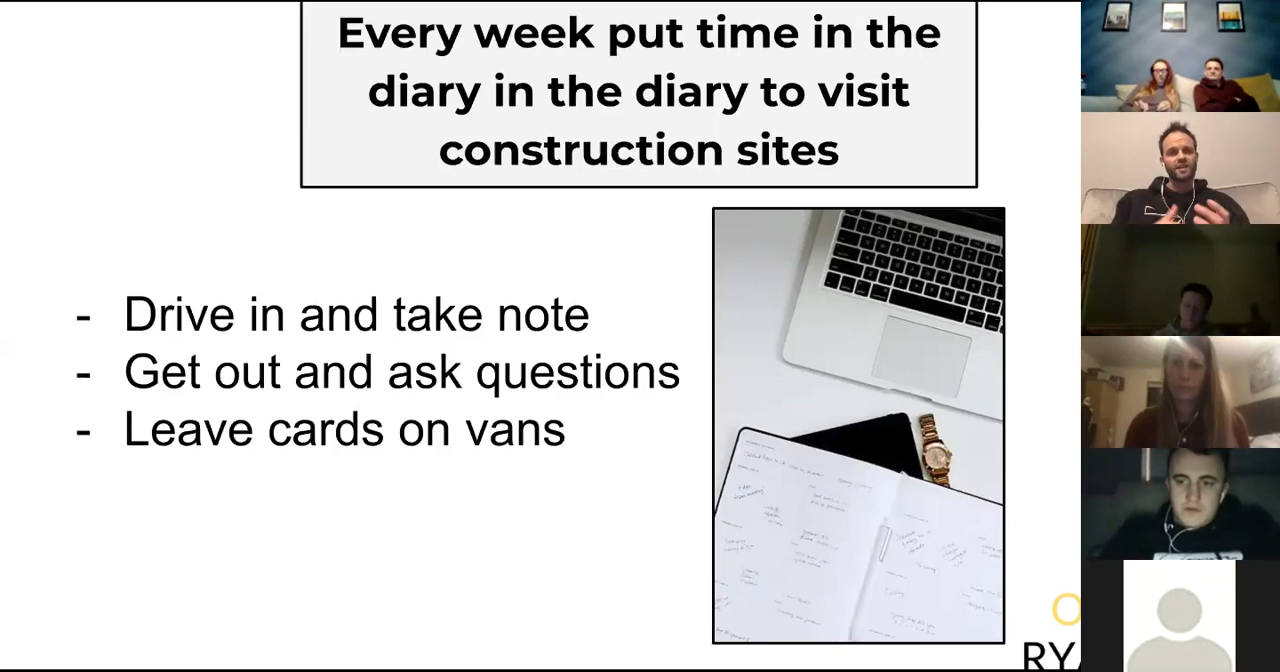 Every week put time in the
diary in the diary to visit
construction sites
- Drive in and take note
- Get out and ask questions
- Leave cards on vans